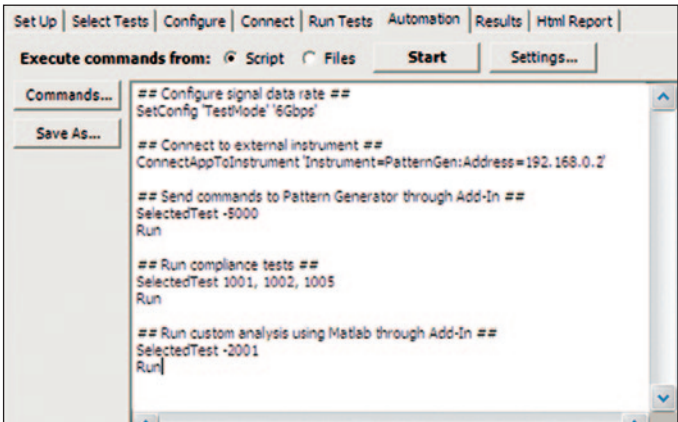 Set Up Select Tests Configure Connect Run Tests Automation Results Html Report
Execute commands from: Script Files Start Settings...
Commands...
Save As...
## Configure signal data rate ##
SetConfig 'TestMode' '6Gbps'
## Connect to external instrument ##
ConnectAppToInstrument 'Instrument=PatternGen:Address=192.168.0.2'
## Send commands to Pattern Generator through Add-In ##
SelectedTest -5000
Run
## Run compliance tests ##
SelectedTest 1001, 1002, 1005
Run
## Run custom analysis using Matlab through Add-In ##
SelectedTest -2001
Run